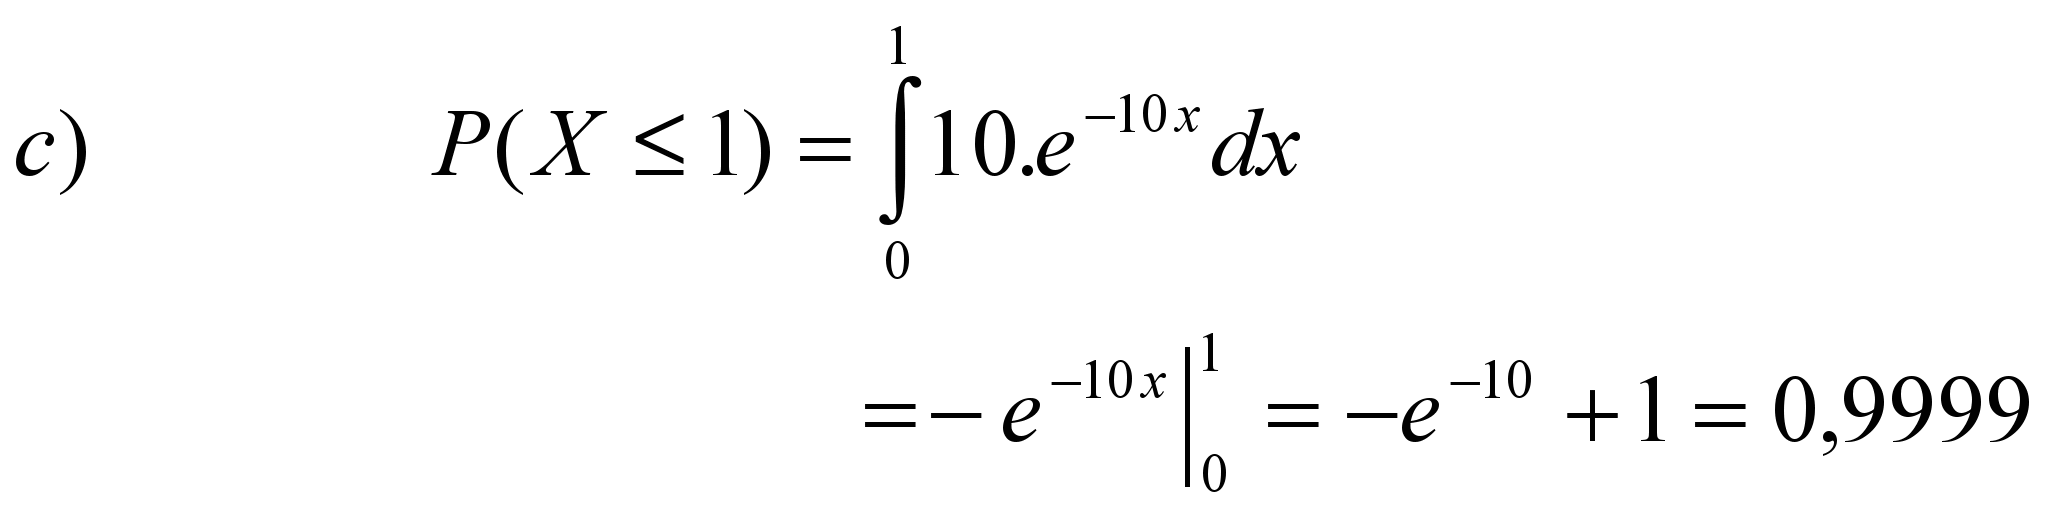 c) P(X ≤ 1) = ∫₀¹ 10.e⁻¹⁰ˣ dx
= − e⁻¹⁰ˣ |₀¹ = −e⁻¹⁰ + 1 = 0,9999